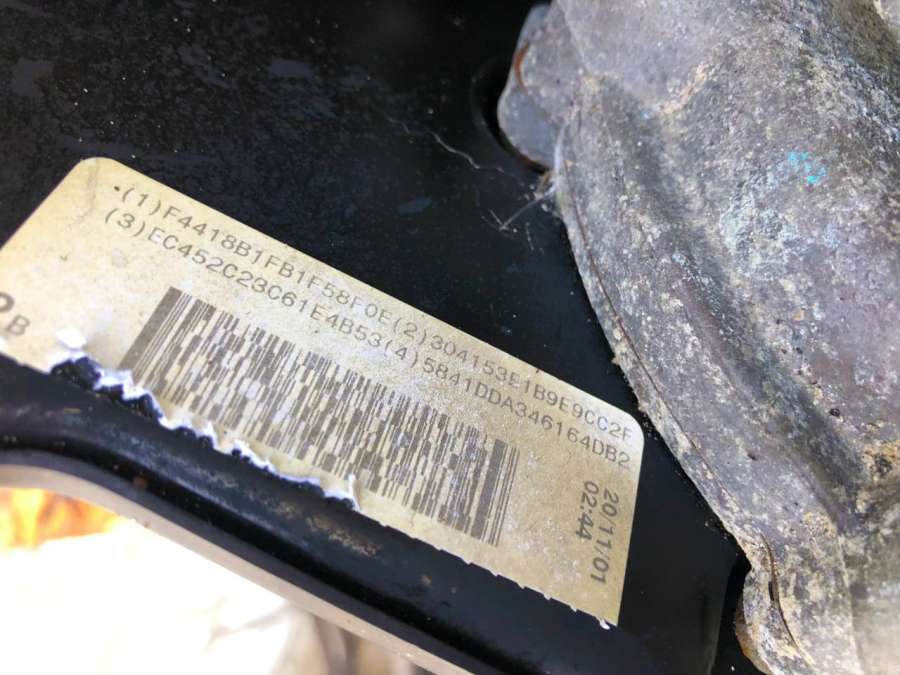 (1)F4418B1FB1F58F0E(2)304153E1B9E9CC2F
(3)EC452C23C61E4B53(4)5841DDA346164DB2
20/11/01
02:44
B